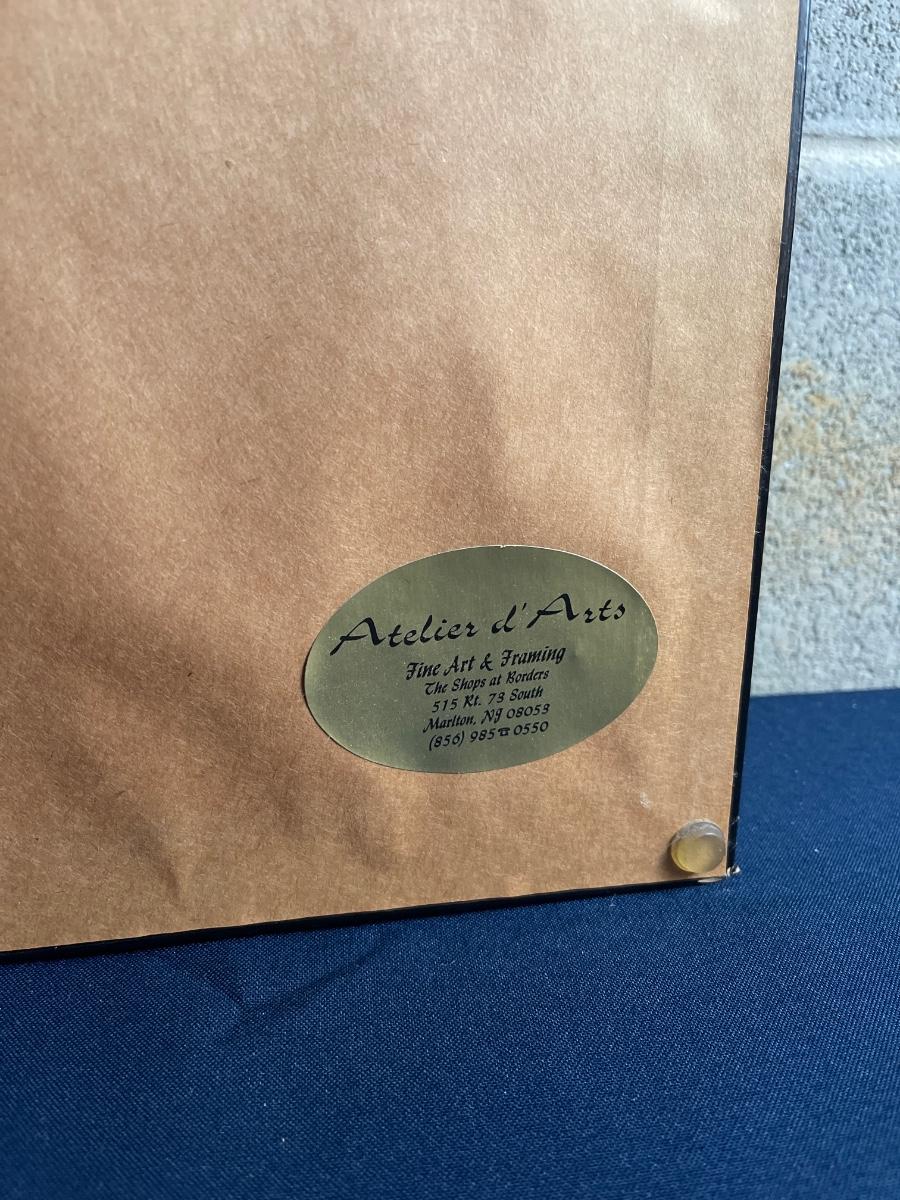 Atelier d'Arts
Fine Art & Framing
The Shops at Borders
515 Rt. 73 South
Marlton, NJ 08053
(856) 985☎0550